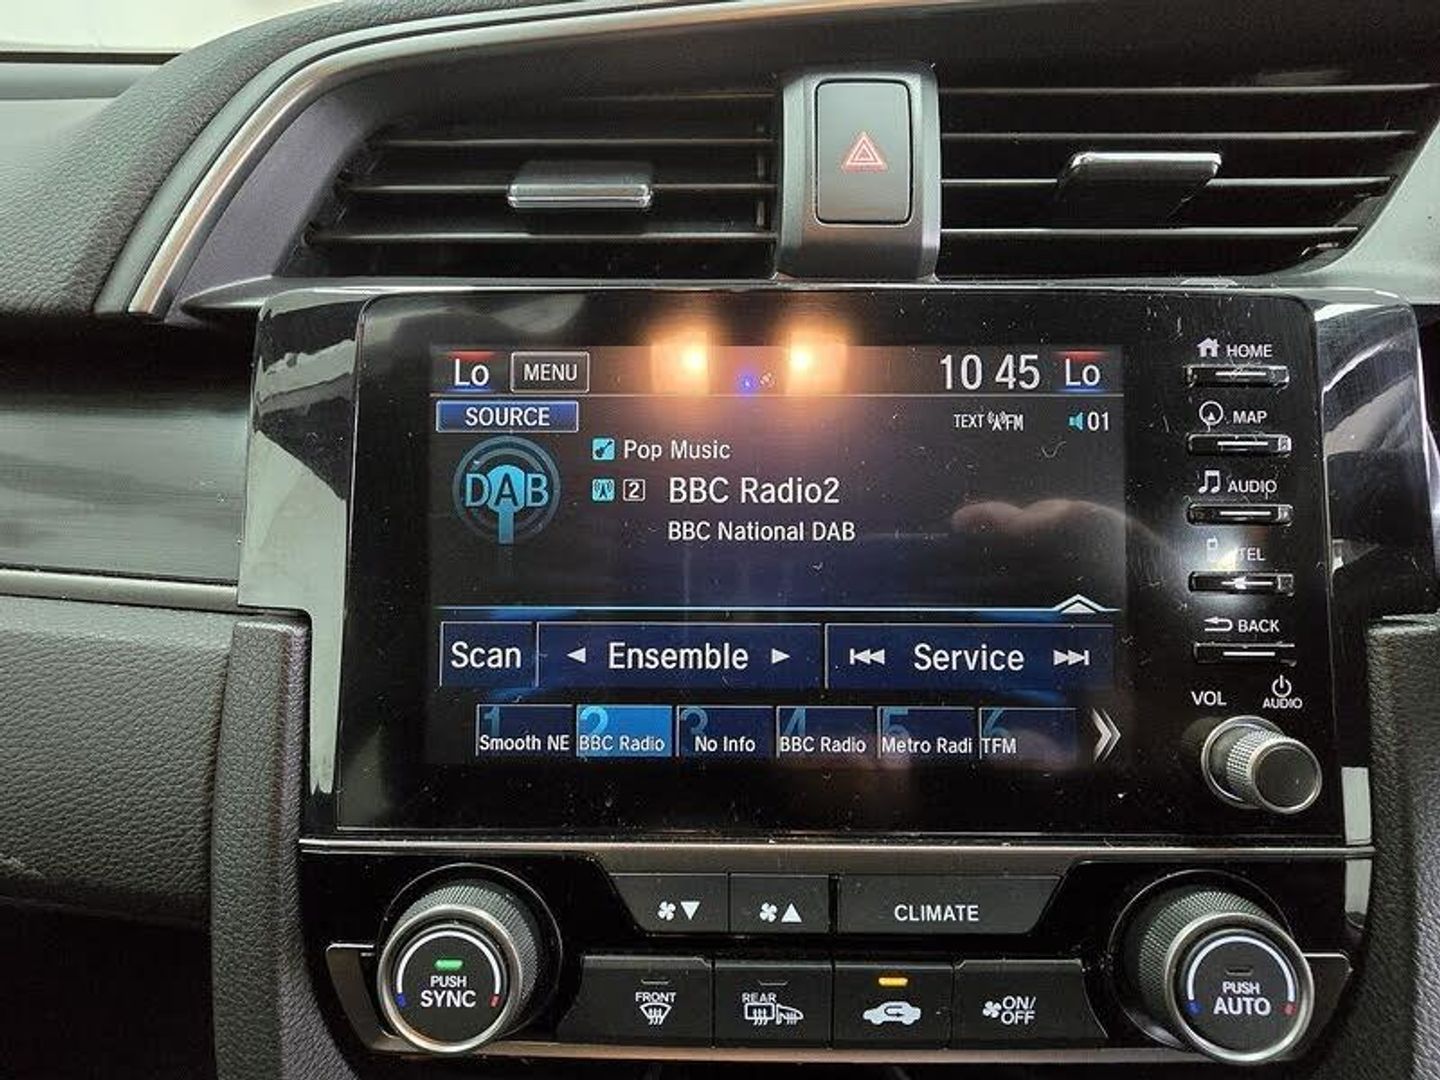 Lo MENU 10 45 Lo
SOURCE TEXT FM 01
DAB
Pop Music
2 BBC Radio2
BBC National DAB
Scan Ensemble Service
1 Smooth NE 2 BBC Radio 3 No Info 4 BBC Radio 5 Metro Radi 6 TFM
HOME
MAP
AUDIO
TEL
BACK
VOL AUDIO
CLIMATE
PUSH SYNC
FRONT REAR ON/OFF
PUSH AUTO